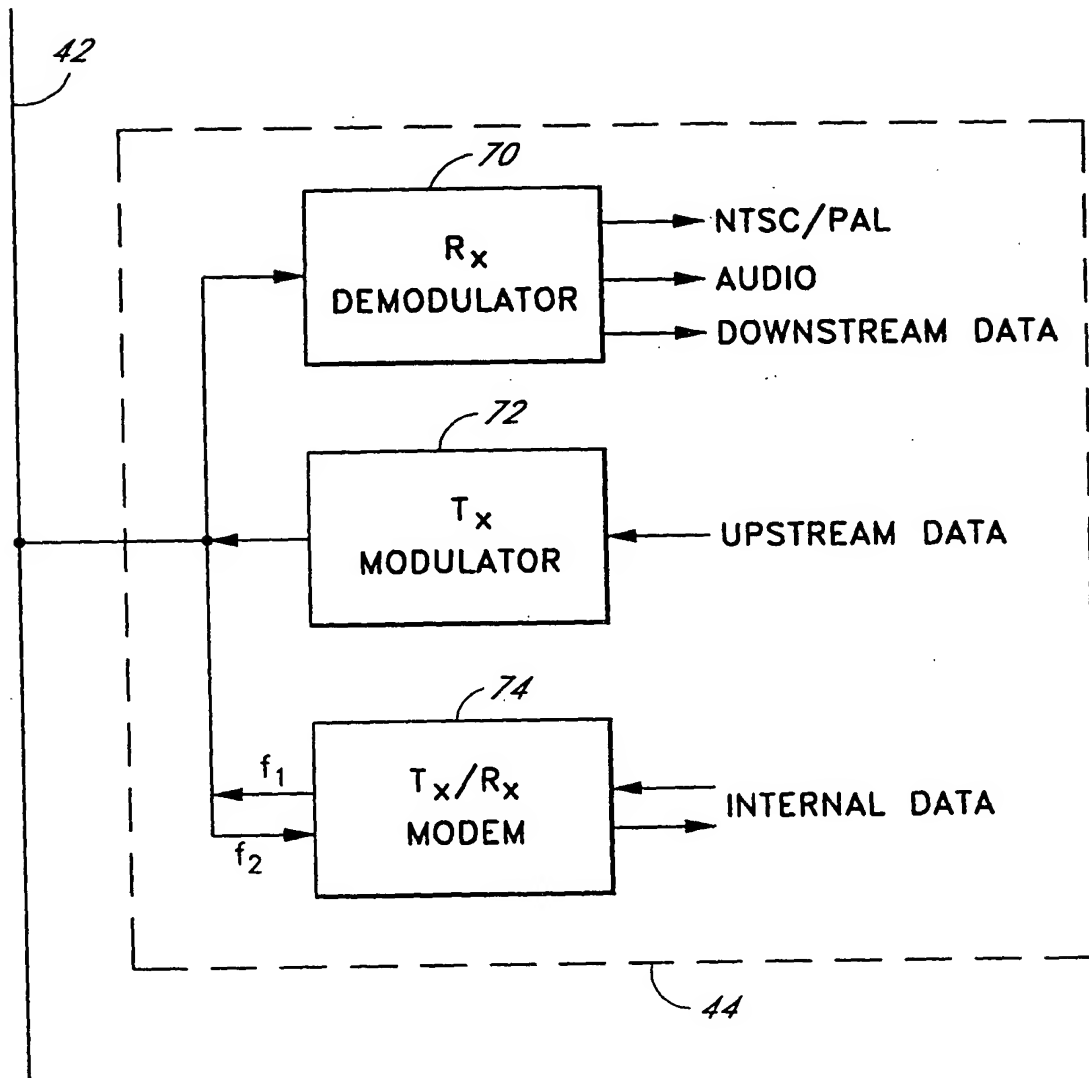 42
70
Rx
DEMODULATOR
NTSC/PAL
AUDIO
DOWNSTREAM DATA
72
Tx
MODULATOR
UPSTREAM DATA
74
f1
f2
Tx/Rx
MODEM
INTERNAL DATA
44